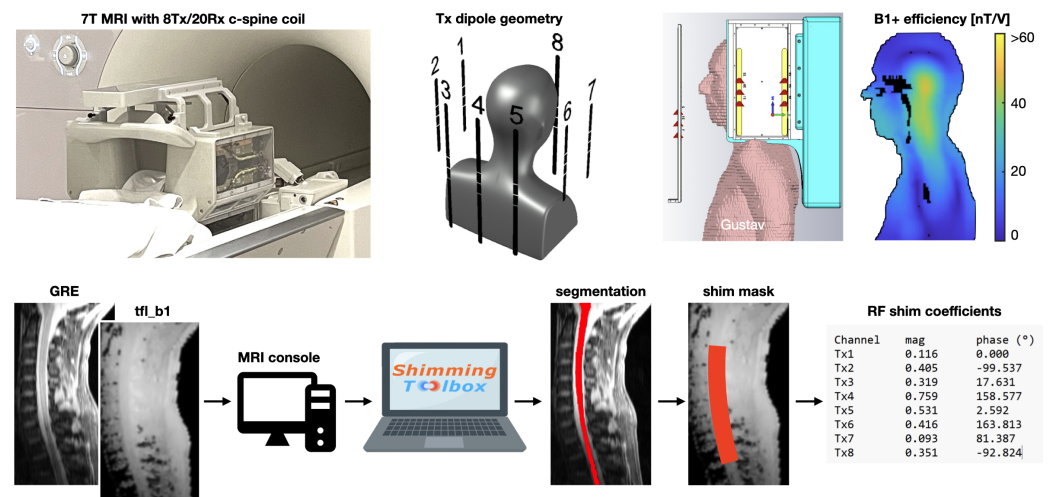 7T MRI with 8Tx/20Rx c-spine coil
Tx dipole geometry
B1+ efficiency [nT/V]
1
8
2
3
4
5
6
7
Gustav
>60
40
20
0
GRE
tfl_b1
MRI console
Shimming
Toolbox
segmentation
shim mask
RF shim coefficients
Channel mag phase (°)
Tx1 0.116 0.000
Tx2 0.405 -99.537
Tx3 0.319 17.631
Tx4 0.759 158.577
Tx5 0.531 2.592
Tx6 0.416 163.813
Tx7 0.093 81.387
Tx8 0.351 -92.824